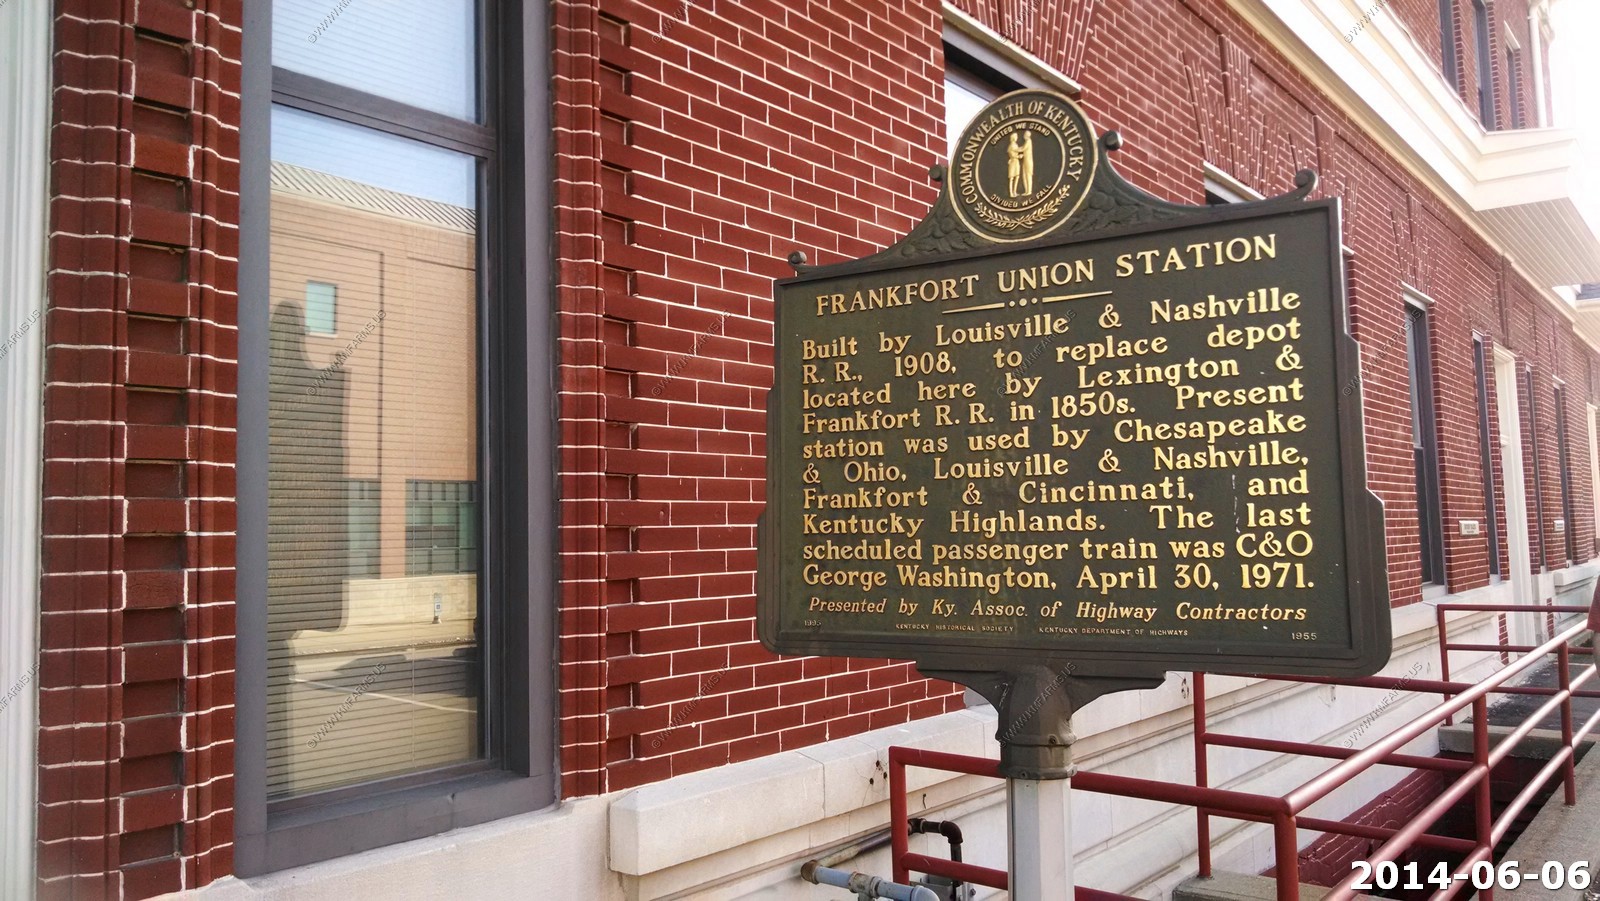 COMMONWEALTH OF KENTUCKY
UNITED WE STAND
DIVIDED WE FALL
FRANKFORT UNION STATION
Built by Louisville & Nashville
R. R., 1908, to replace depot
located here by Lexington &
Frankfort R. R. in 1850s. Present
station was used by Chesapeake
& Ohio, Louisville & Nashville,
Frankfort & Cincinnati, and
Kentucky Highlands. The last
scheduled passenger train was C&O
George Washington, April 30, 1971.
Presented by Ky. Assoc. of Highway Contractors
KENTUCKY HISTORICAL SOCIETY KENTUCKY DEPARTMENT OF HIGHWAYS
1955
2014-06-06